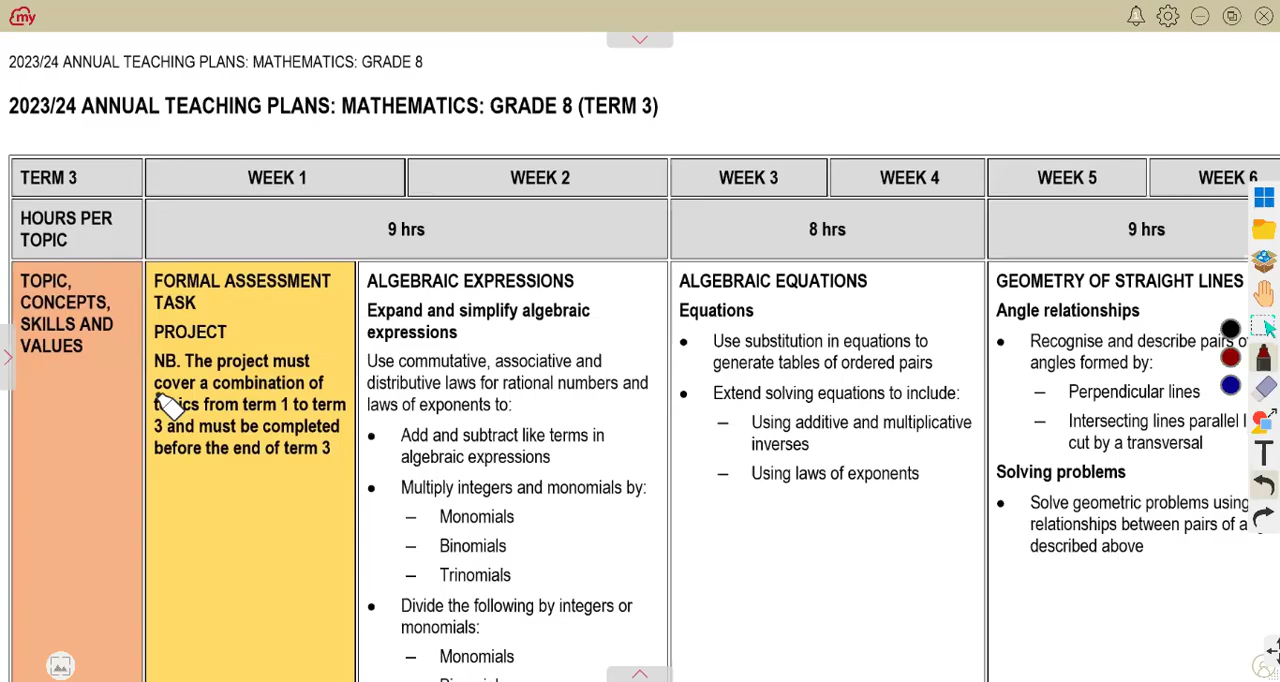 my
2023/24 ANNUAL TEACHING PLANS: MATHEMATICS: GRADE 8
2023/24 ANNUAL TEACHING PLANS: MATHEMATICS: GRADE 8 (TERM 3)
TERM 3
WEEK 1
WEEK 2
WEEK 3
WEEK 4
WEEK 5
WEEK 6
HOURS PER
TOPIC
9 hrs
8 hrs
9 hrs
TOPIC,
CONCEPTS,
SKILLS AND
VALUES
FORMAL ASSESSMENT
TASK
PROJECT
NB. The project must
cover a combination of
topics from term 1 to term
3 and must be completed
before the end of term 3
ALGEBRAIC EXPRESSIONS
Expand and simplify algebraic
expressions
Use commutative, associative and
distributive laws for rational numbers and
laws of exponents to:
• Add and subtract like terms in
algebraic expressions
• Multiply integers and monomials by:
– Monomials
– Binomials
– Trinomials
• Divide the following by integers or
monomials:
– Monomials
ALGEBRAIC EQUATIONS
Equations
• Use substitution in equations to
generate tables of ordered pairs
• Extend solving equations to include:
– Using additive and multiplicative
inverses
– Using laws of exponents
GEOMETRY OF STRAIGHT LINES
Angle relationships
• Recognise and describe pairs o
angles formed by:
– Perpendicular lines
– Intersecting lines parallel l
cut by a transversal
Solving problems
• Solve geometric problems using
relationships between pairs of a
described above
T